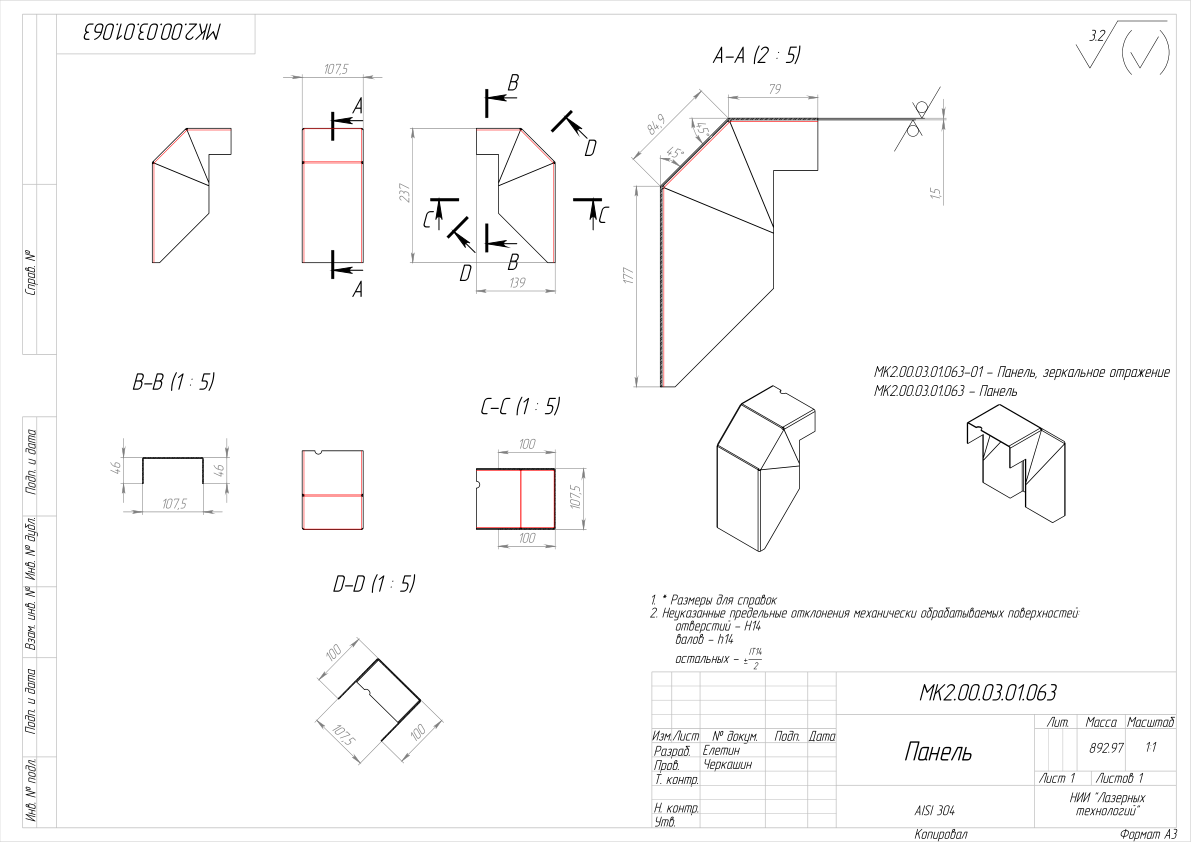 МК2.00.03.01.063
3.2
А-А (2 : 5)
107,5
79
84,9
45°
45°
1,5
177
237
139
A
A
B
B
C
C
D
D
B-B (1 : 5)
46
46
107,5
C-C (1 : 5)
100
107,5
100
D-D (1 : 5)
100
107,5
100
МК2.00.03.01.063-01 - Панель, зеркальное отражение
МК2.00.03.01.063 - Панель
1. * Размеры для справок
2. Неуказанные предельные отклонения механически обрабатываемых поверхностей:
отверстий - H14
валов - h14
остальных - ± IT14/2
МК2.00.03.01.063
Лит. Масса Масштаб
892.97 1:1
Изм. Лист № докум. Подп. Дата
Разраб. Елетин
Пров. Черкашин
Т. контр.
Н. контр.
Утв.
Панель
Лист 1 Листов 1
AISI 304
НИИ "Лазерных
технологий"
Копировал Формат А3
Справ. №
Подп. и дата
Инв. № дубл.
Взам. инв. №
Подп. и дата
Инв. № подл.